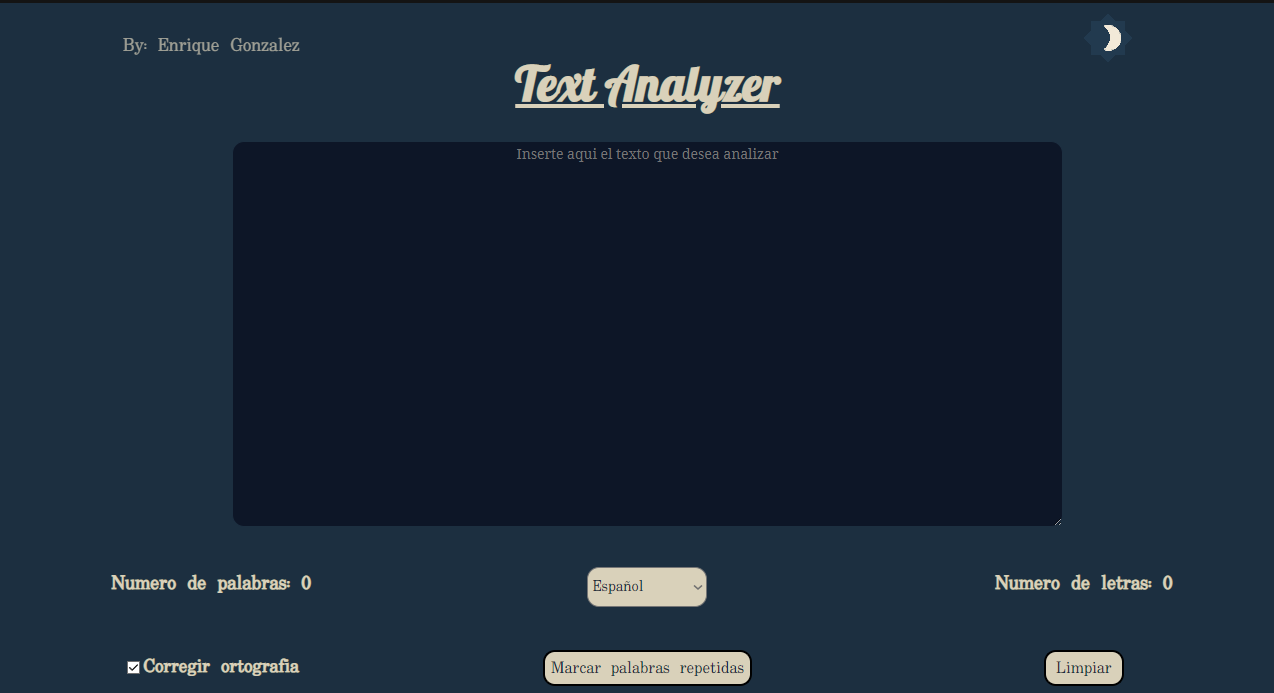 By: Enrique Gonzalez
Text Analyzer
Inserte aqui el texto que desea analizar
Numero de palabras: 0
Español
Numero de letras: 0
Corregir ortografia
Marcar palabras repetidas
Limpiar